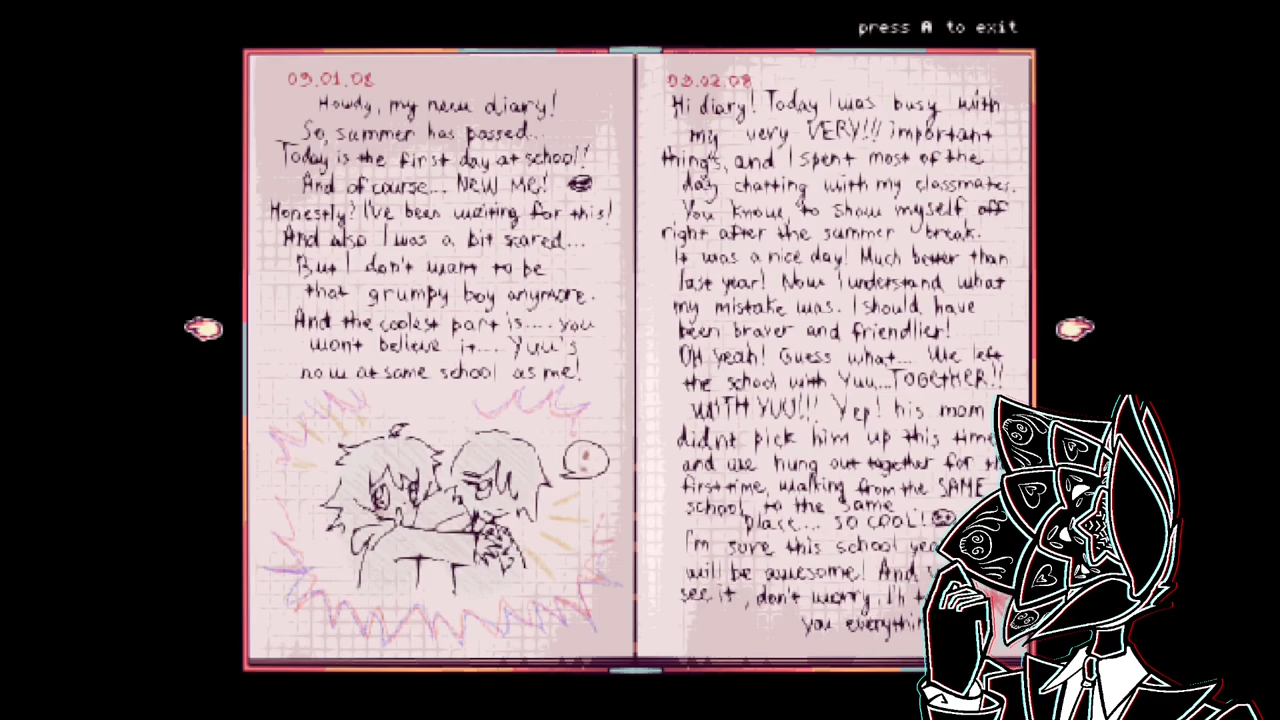 press A to exit
09.01.08
Howdy, my new diary!
So, summer has passed...
Today is the first day at school!
And of course... NEW ME!
Honestly? I've been waiting for this!
And also I was a bit scared...
But I don't want to be
that grumpy boy anymore.
And the coolest part is.... you
won't believe it.... Yuu's
now at same school as me!
09.02.08
Hi diary! Today I was busy with
my very VERY!!! important
things, and I spent most of the
day chatting with my classmates.
You know to show myself off
right after the summer break.
It was a nice day! Much better than
last year! Now I understand what
my mistake was. I should have
been braver and friendlier!
OH yeah! Guess what... We left
the school with Yuu...TOGETHER!!
WITH YUU!!! Yep! his mom
didnt pick him up this time
and we hung out together for th
first time, walking from the SAME
school to the same
place... SO COOL!
I'm sure this school yea
will be awesome! And
see it, don't worry, I'll t
you everythin